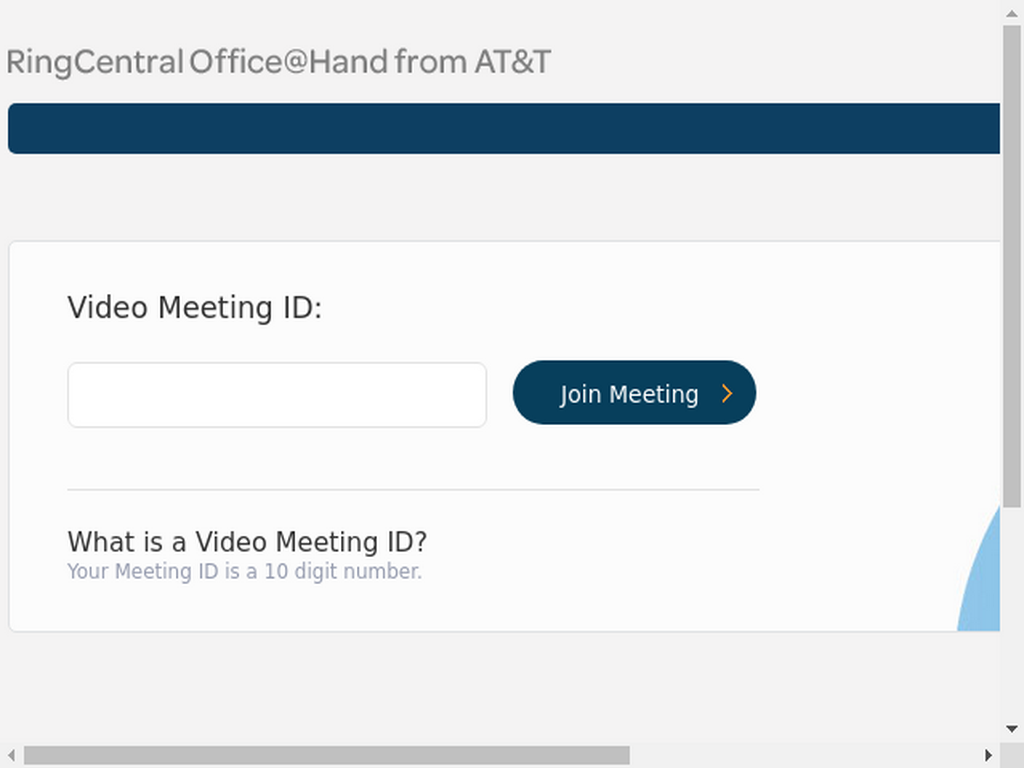 RingCentral Office@Hand from AT&T
Video Meeting ID:
Join Meeting
What is a Video Meeting ID?
Your Meeting ID is a 10 digit number.